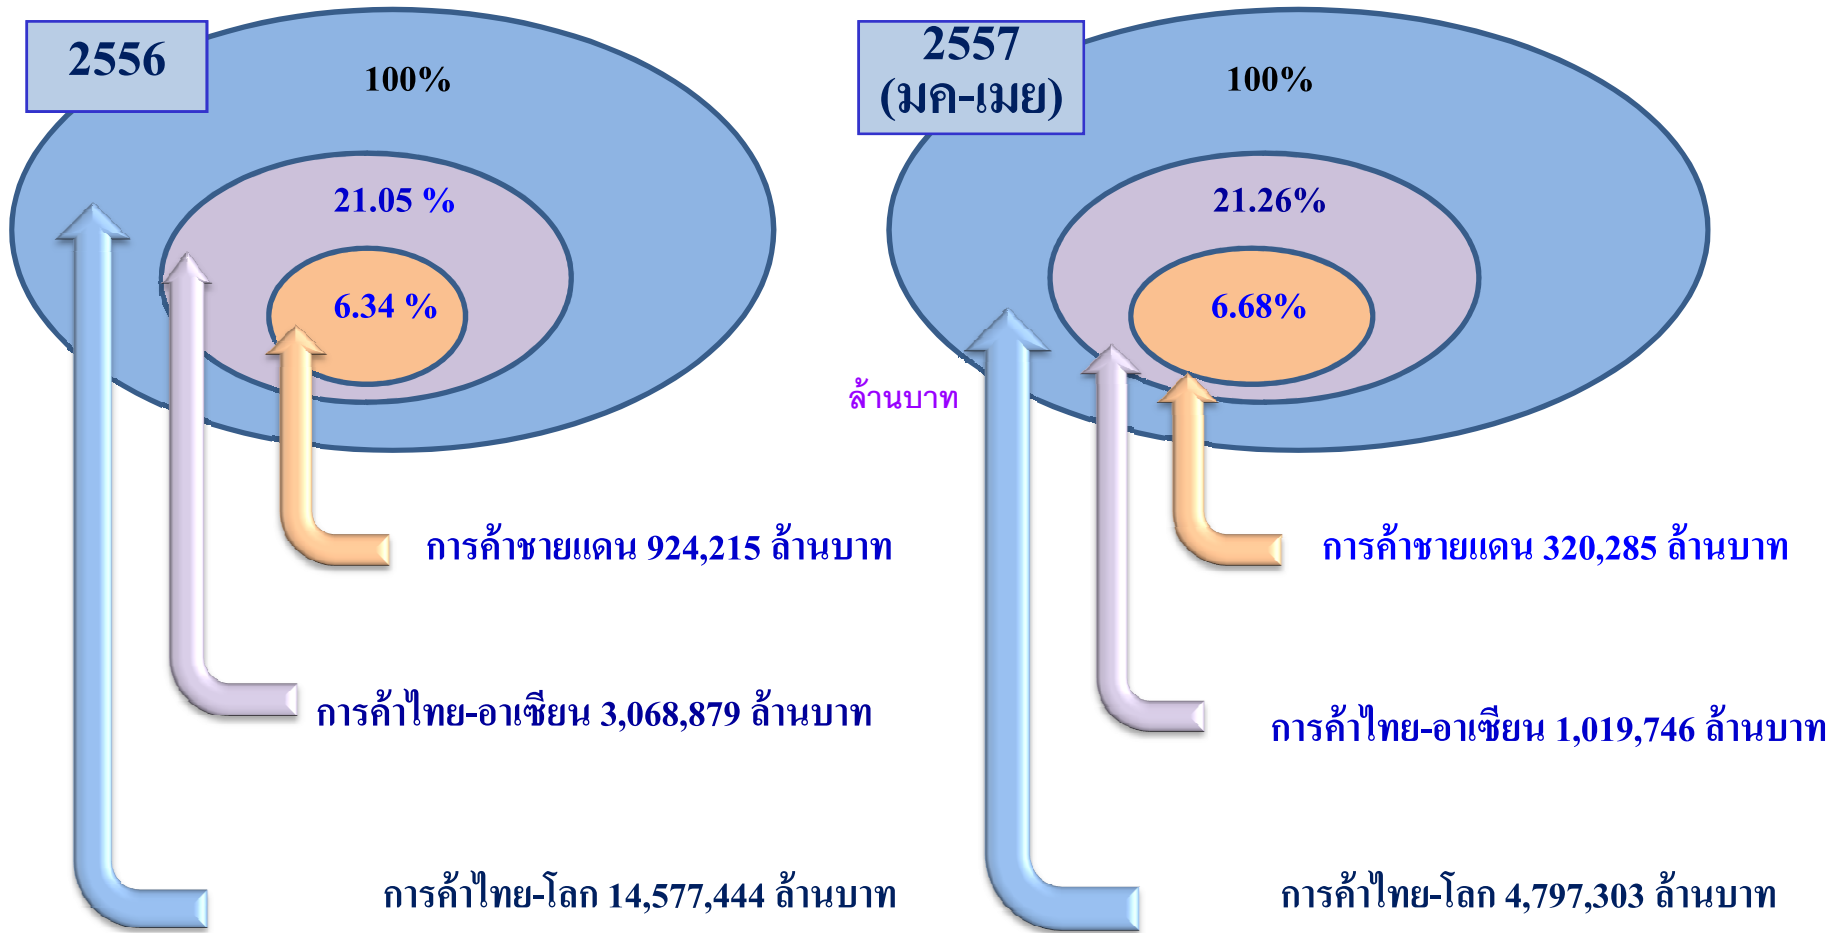 2556
100%
21.05 %
6.34 %
การค้าชายแดน 924,215 ล้านบาท
การค้าไทย-อาเซียน 3,068,879 ล้านบาท
การค้าไทย-โลก 14,577,444 ล้านบาท
2557
(มค-เมย)
100%
21.26%
6.68%
ล้านบาท
การค้าชายแดน 320,285 ล้านบาท
การค้าไทย-อาเซียน 1,019,746 ล้านบาท
การค้าไทย-โลก 4,797,303 ล้านบาท